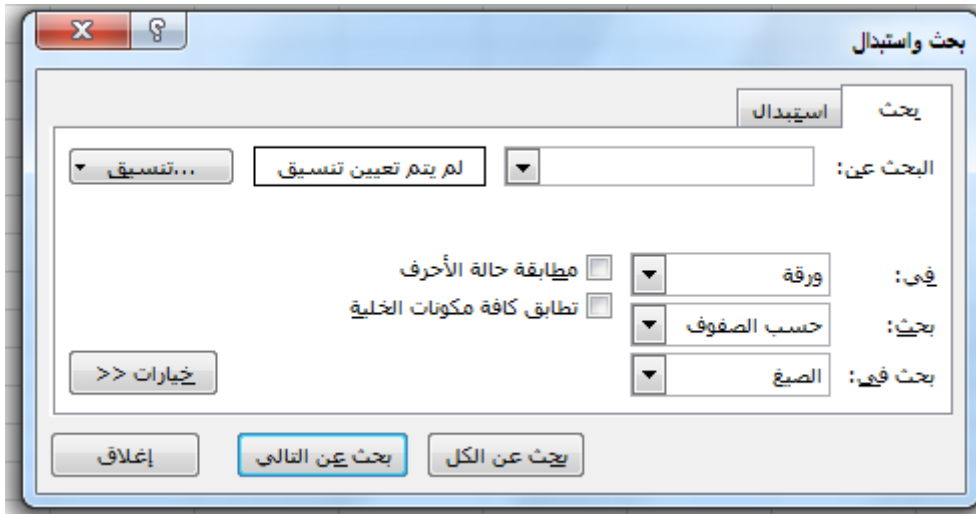 بحث واستبدال
بحث
استبدال
البحث عن:
لم يتم تعيين تنسيق
تنسيق...
في: ورقة
مطابقة حالة الأحرف
بحث: حسب الصفوف
تطابق كافة مكونات الخلية
بحث في: الصيغ
خيارات <<
بحث عن الكل
بحث عن التالي
إغلاق